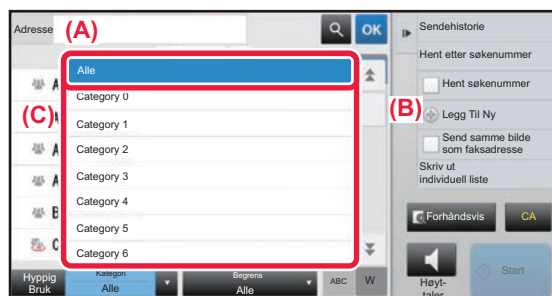 Adresse
(A)
OK
Alle
Category 0
Category 1
Category 2
Category 3
Category 4
Category 5
Category 6
(C)
A
A
A
B
C
Hyppig
Bruk
Kategori
Alle
Begrens
Alle
ABC
W
Sendehistorie
Hent etter søkenummer
Hent søkenummer
(B)
Legg Til Ny
Send samme bilde
som faksadresse
Skriv ut
individuell liste
Forhåndsvis
CA
Høyt-
taler
Start